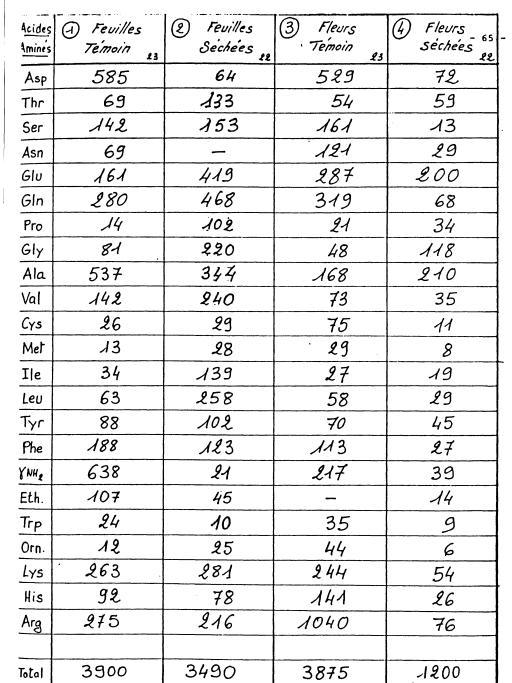 Acides Aminés | ① Feuilles Témoin 23 | ② Feuilles Séchées 22 | ③ Fleurs Témoin 23 | ④ Fleurs séchées 22 - 65 -
Asp | 585 | 64 | 529 | 72
Thr | 69 | 133 | 54 | 59
Ser | 142 | 153 | 161 | 13
Asn | 69 | — | 121 | 29
Glu | 161 | 419 | 287 | 200
Gln | 280 | 468 | 319 | 68
Pro | 14 | 102 | 21 | 34
Gly | 81 | 220 | 48 | 118
Ala | 537 | 344 | 168 | 210
Val | 142 | 240 | 73 | 35
Cys | 26 | 29 | 75 | 11
Met | 13 | 28 | 29 | 8
Ile | 34 | 139 | 27 | 19
Leu | 63 | 258 | 58 | 29
Tyr | 88 | 102 | 70 | 45
Phe | 188 | 123 | 113 | 27
γNH₂ | 638 | 21 | 217 | 39
Eth. | 107 | 45 | — | 14
Trp | 24 | 10 | 35 | 9
Orn. | 12 | 25 | 44 | 6
Lys | 263 | 281 | 244 | 54
His | 92 | 78 | 141 | 26
Arg | 275 | 216 | 1040 | 76
Total | 3900 | 3490 | 3875 | 1200